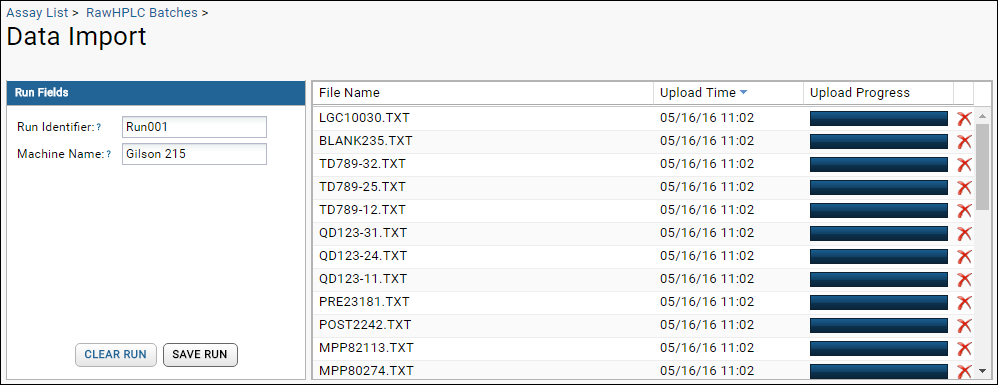 Assay List > RawHPLC Batches >
Data Import
Run Fields
Run Identifier:? Run001
Machine Name:? Gilson 215
CLEAR RUN SAVE RUN
File Name Upload Time Upload Progress
LGC10030.TXT 05/16/16 11:02
BLANK235.TXT 05/16/16 11:02
TD789-32.TXT 05/16/16 11:02
TD789-25.TXT 05/16/16 11:02
TD789-12.TXT 05/16/16 11:02
QD123-31.TXT 05/16/16 11:02
QD123-24.TXT 05/16/16 11:02
QD123-11.TXT 05/16/16 11:02
PRE23181.TXT 05/16/16 11:02
POST2242.TXT 05/16/16 11:02
MPP82113.TXT 05/16/16 11:02
MPP80274.TXT 05/16/16 11:02